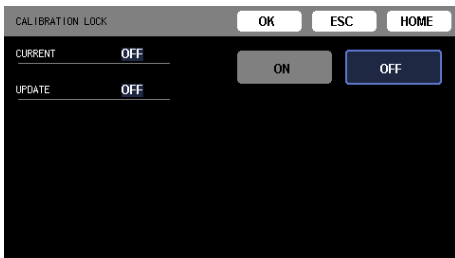 CALIBRATION LOCK OK ESC HOME
CURRENT OFF
ON OFF
UPDATE OFF